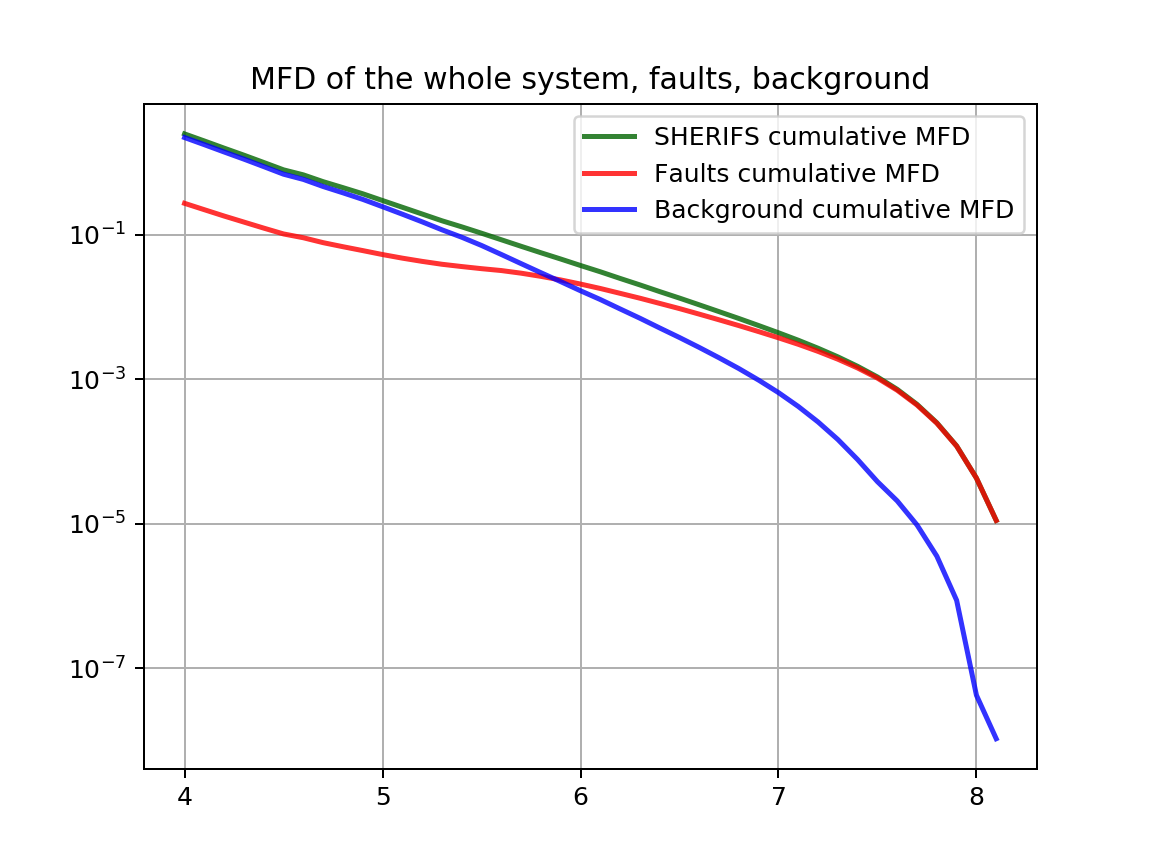 MFD of the whole system, faults, background
SHERIFS cumulative MFD
Faults cumulative MFD
Background cumulative MFD
10⁻¹
10⁻³
10⁻⁵
10⁻⁷
4 5 6 7 8